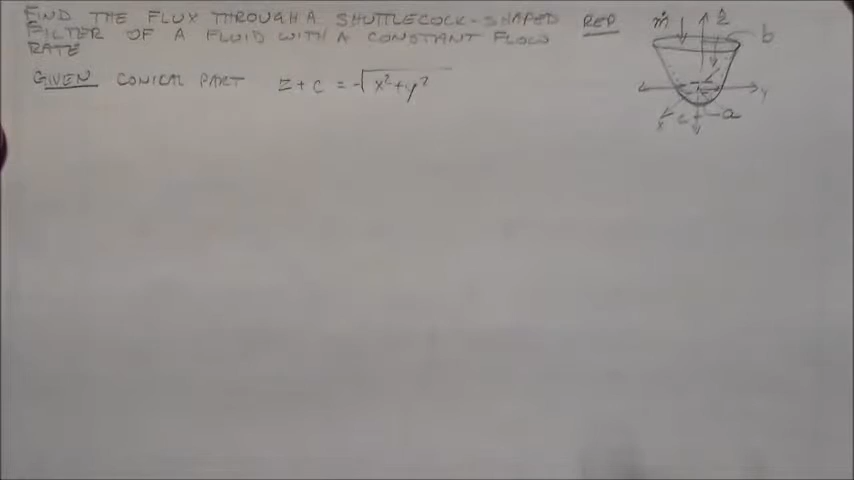 FIND THE FLUX THROUGH A SHUTTLECOCK-SHAPED REP
FILTER OF A FLUID WITH A CONSTANT FLOW
RATE
GIVEN CONICAL PART z + c = √x²+y²
ṁ z b
y
x c a